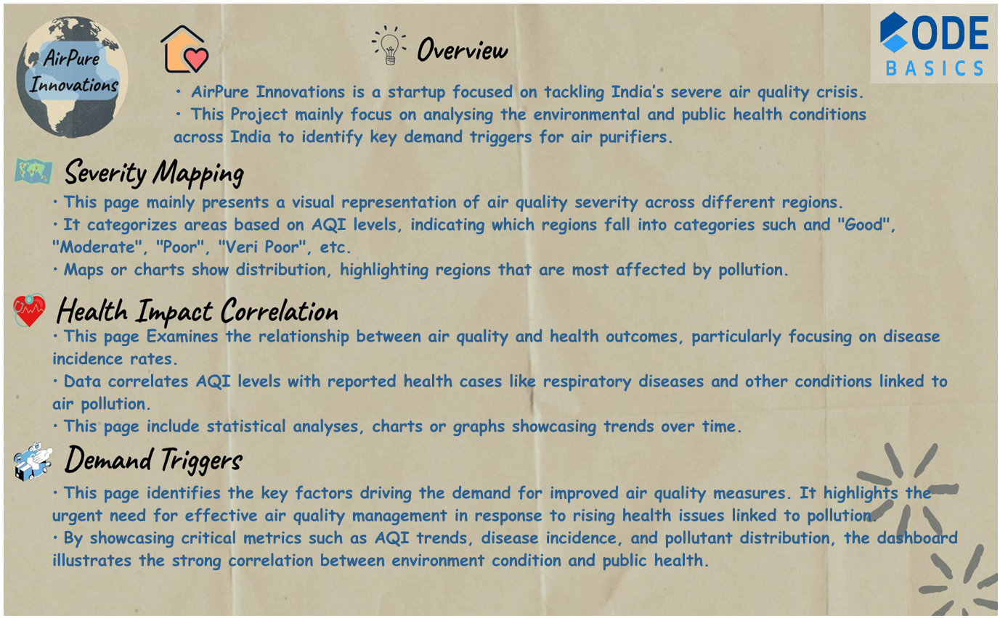 AirPure
Innovations
Overview
CODE
BASICS
• AirPure Innovations is a startup focused on tackling India's severe air quality crisis.
• This Project mainly focus on analysing the environmental and public health conditions
across India to identify key demand triggers for air purifiers.
Severity Mapping
• This page mainly presents a visual representation of air quality severity across different regions.
• It categorizes areas based on AQI levels, indicating which regions fall into categories such and "Good",
"Moderate", "Poor", "Veri Poor", etc.
• Maps or charts show distribution, highlighting regions that are most affected by pollution.
Health Impact Correlation
• This page Examines the relationship between air quality and health outcomes, particularly focusing on disease
incidence rates.
• Data correlates AQI levels with reported health cases like respiratory diseases and other conditions linked to
air pollution.
• This page include statistical analyses, charts or graphs showcasing trends over time.
Demand Triggers
• This page identifies the key factors driving the demand for improved air quality measures. It highlights the
urgent need for effective air quality management in response to rising health issues linked to pollution.
• By showcasing critical metrics such as AQI trends, disease incidence, and pollutant distribution, the dashboard
illustrates the strong correlation between environment condition and public health.